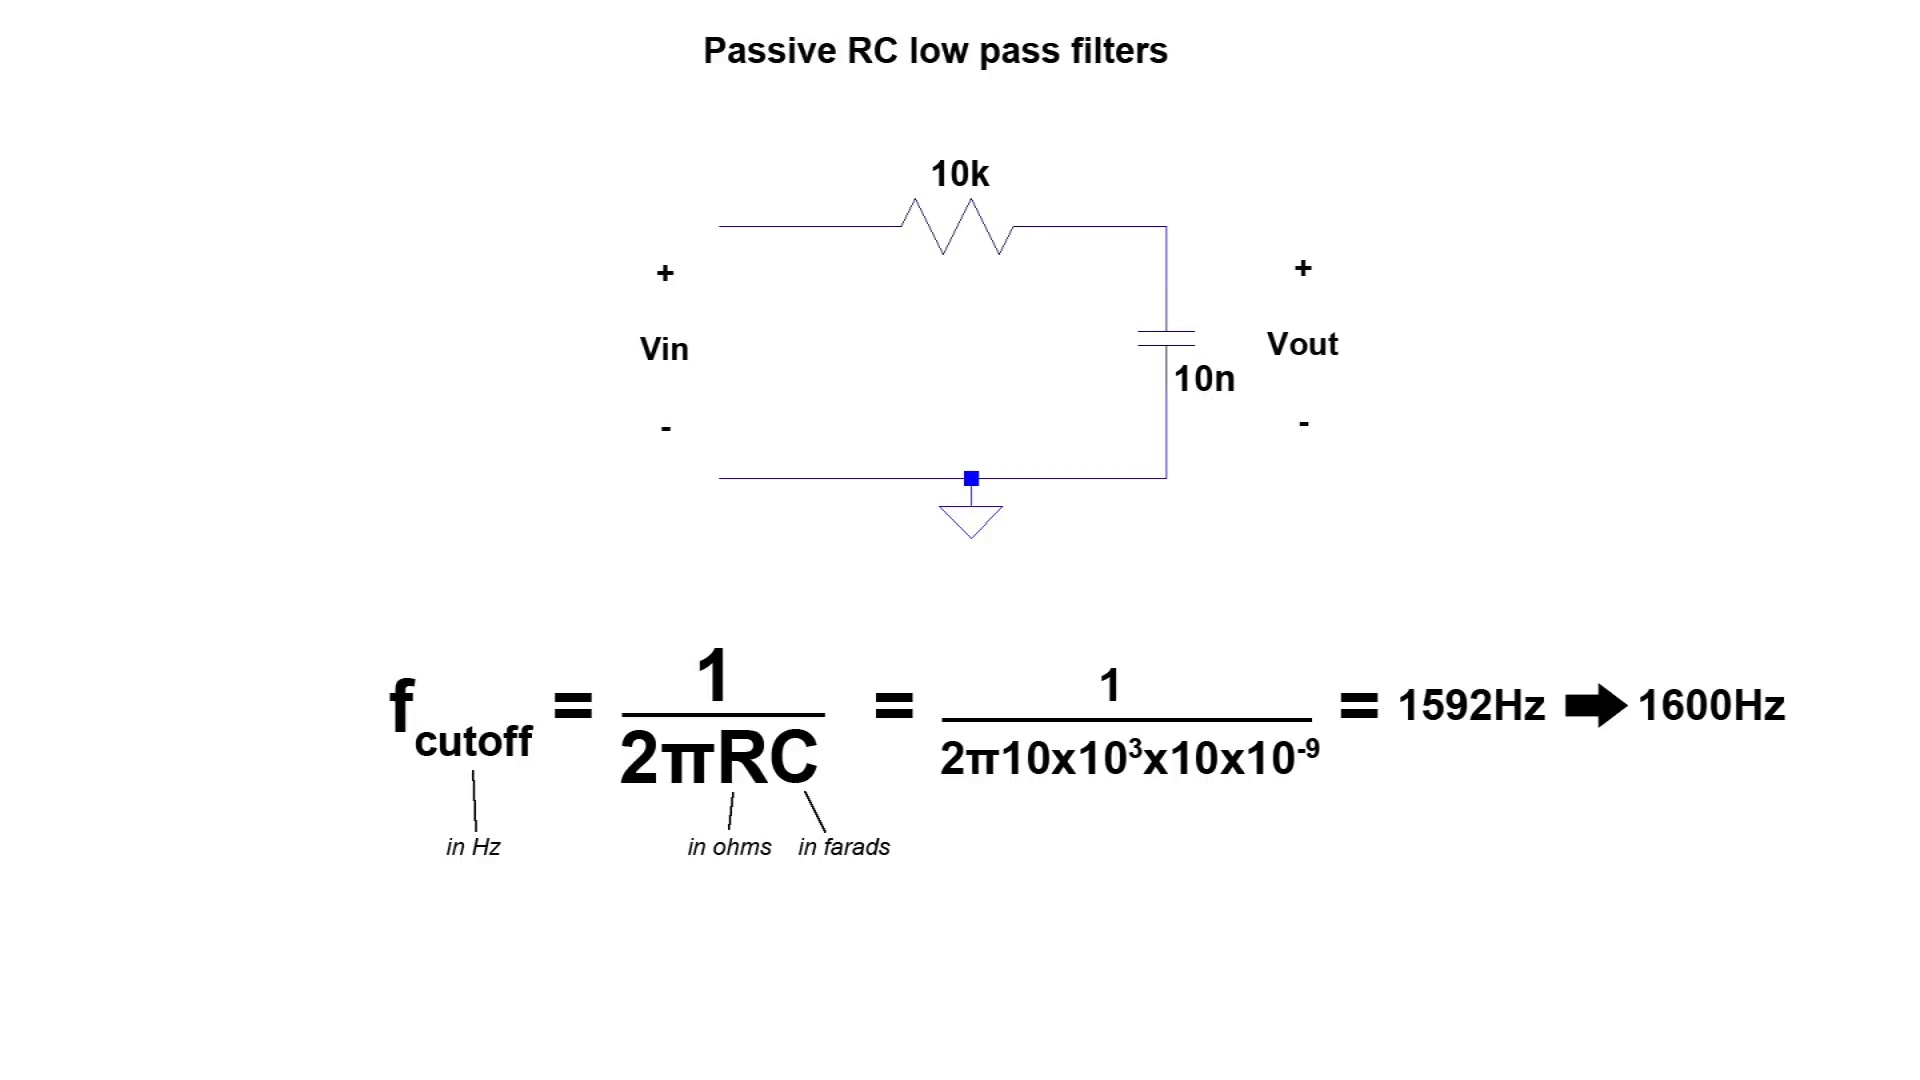 Passive RC low pass filters
10k
+
+
Vin
Vout
10n
-
-
f cutoff = 1 / 2πRC = 1 / 2π10x10³x10x10⁻⁹ = 1592Hz ➡ 1600Hz
in Hz
in ohms
in farads